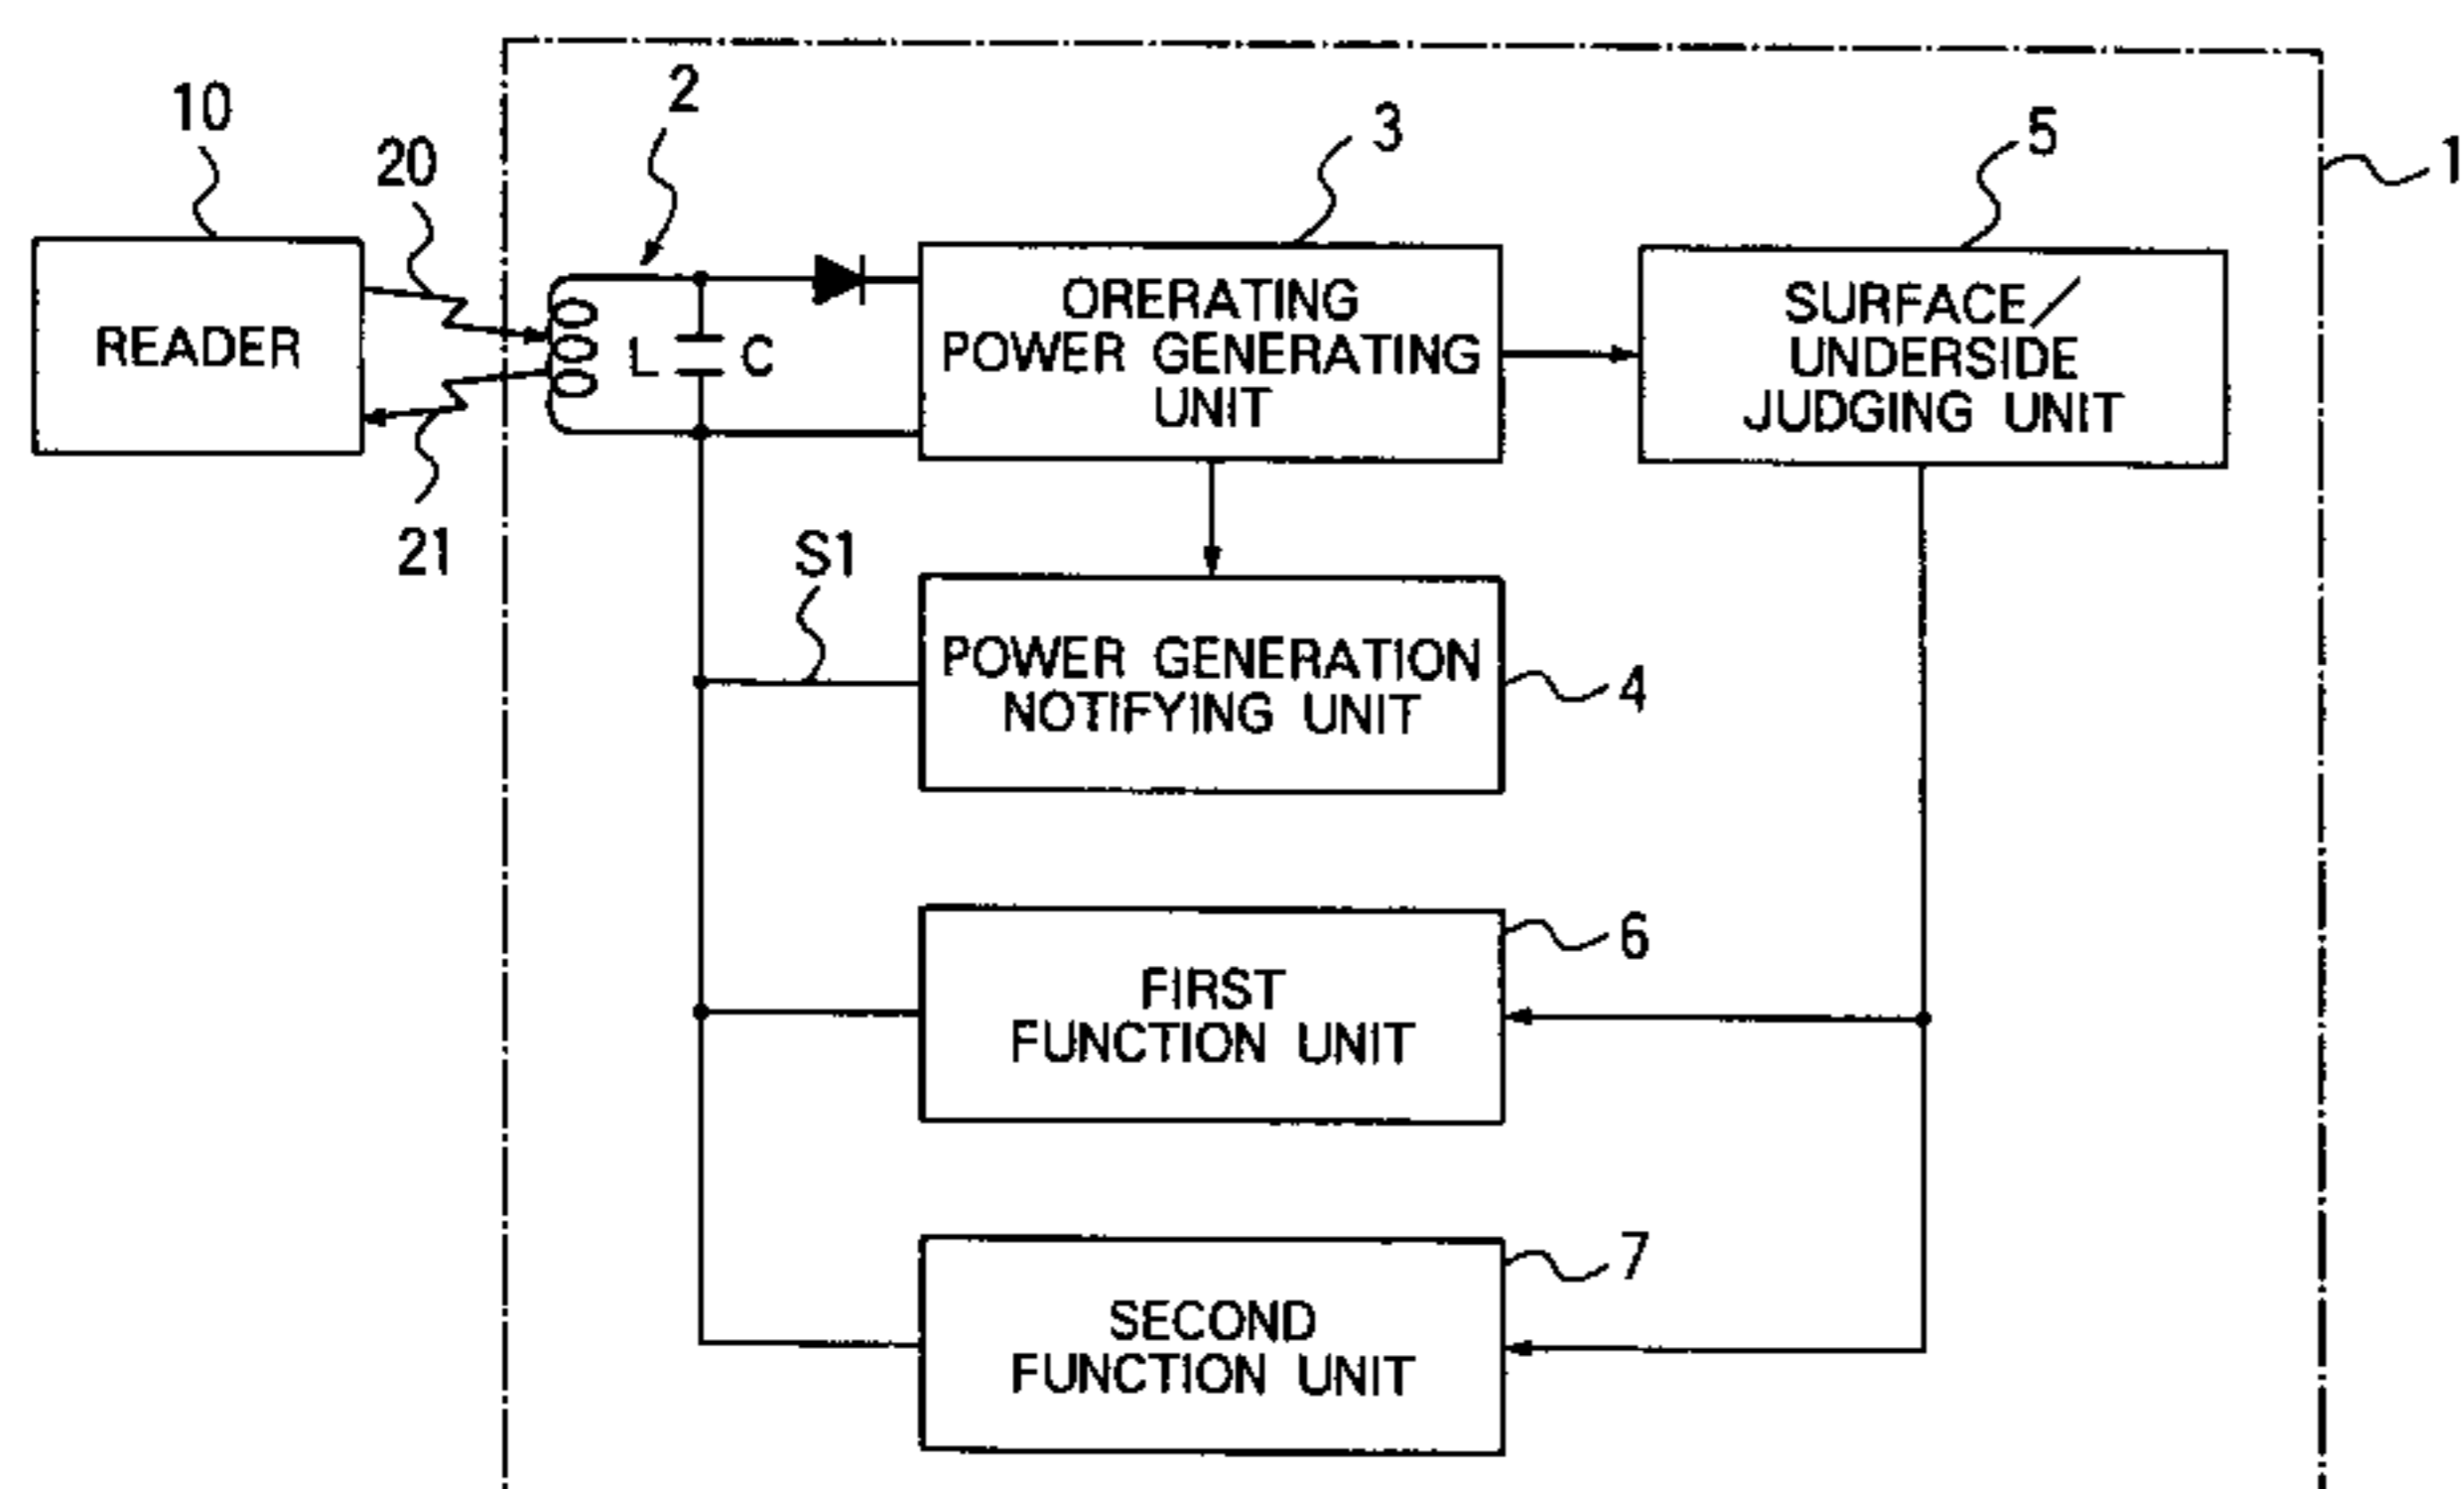 2
10
3
5
1
20
READER
L
C
ORERATING
POWER GENERATING
UNIT
SURFACE/
UNDERSIDE
JUDGING UNIT
21
S1
POWER GENERATION
NOTIFYING UNIT
4
6
FIRST
FUNCTION UNIT
7
SECOND
FUNCTION UNIT